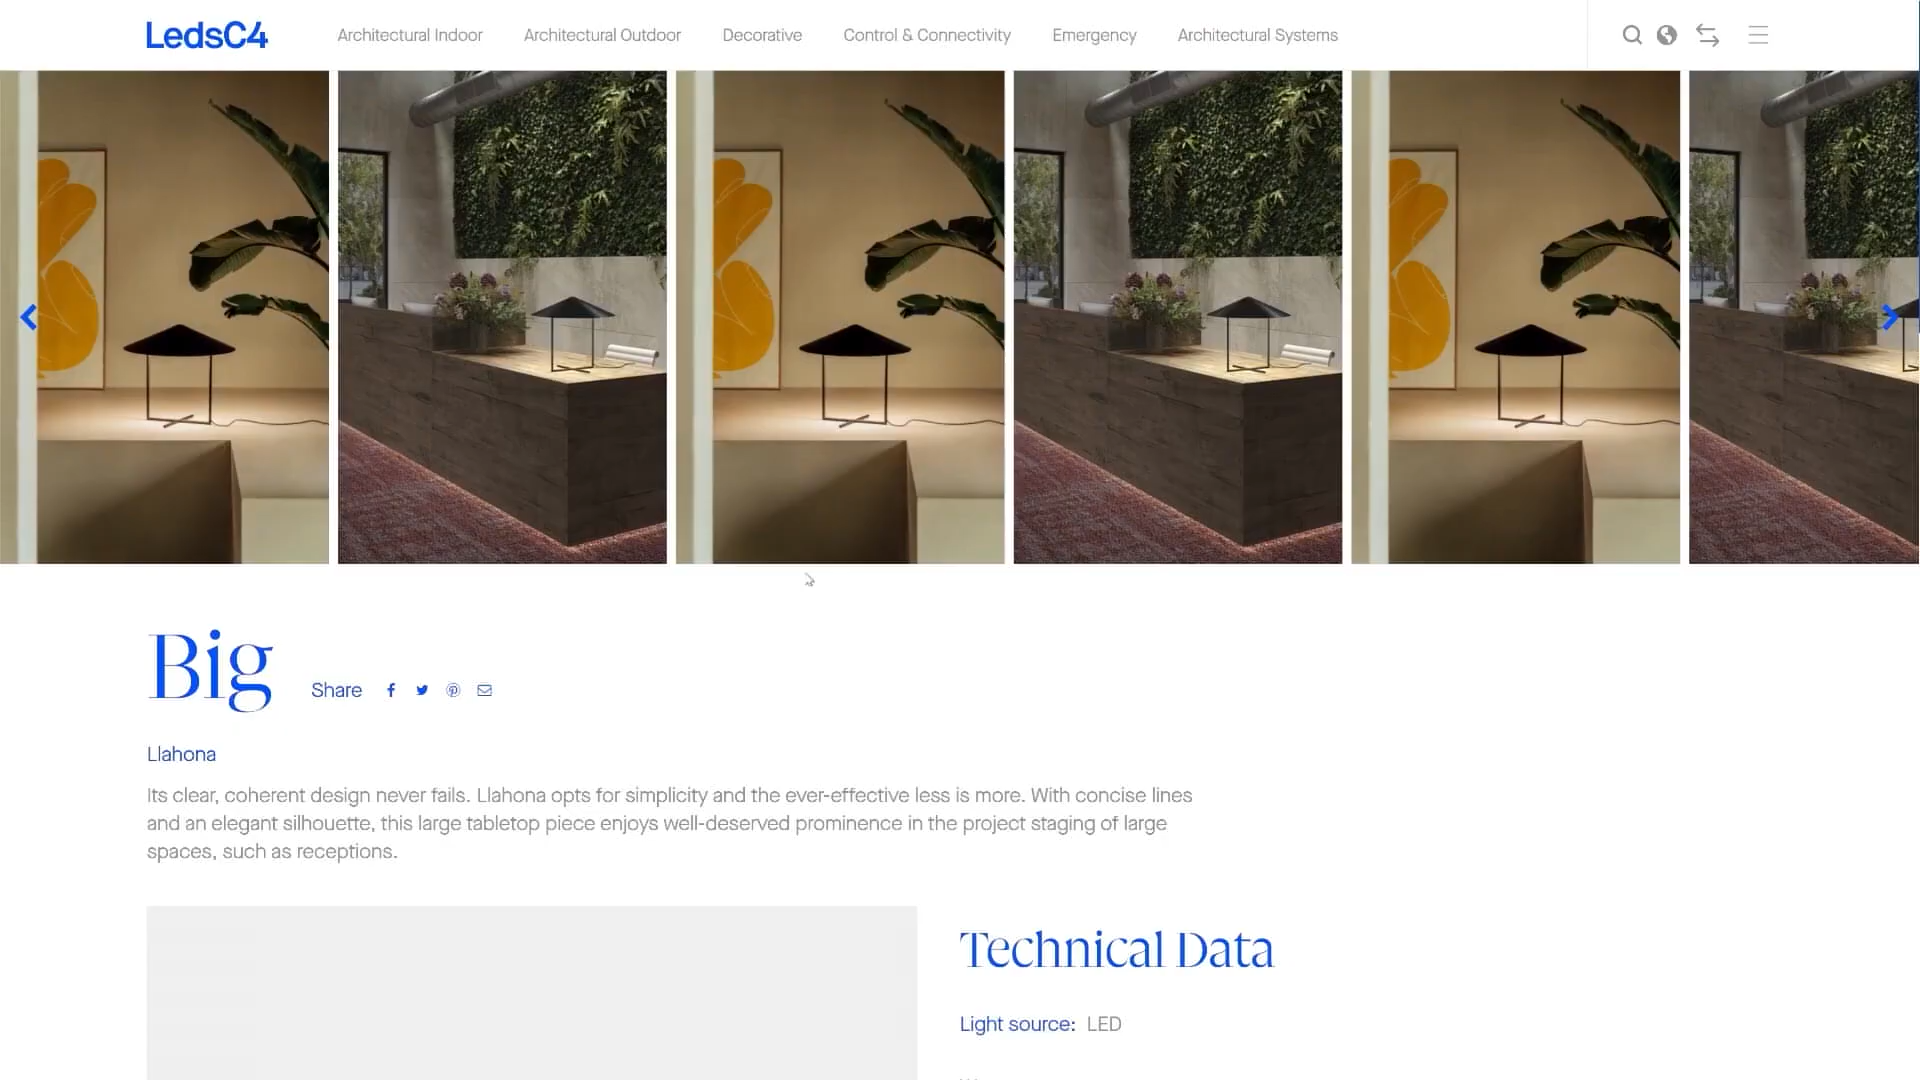 LedsC4
Architectural Indoor
Architectural Outdoor
Decorative
Control & Connectivity
Emergency
Architectural Systems
Big
Share
Llahona
Its clear, coherent design never fails. Llahona opts for simplicity and the ever-effective less is more. With concise lines
and an elegant silhouette, this large tabletop piece enjoys well-deserved prominence in the project staging of large
spaces, such as receptions.
Technical Data
Light source: LED